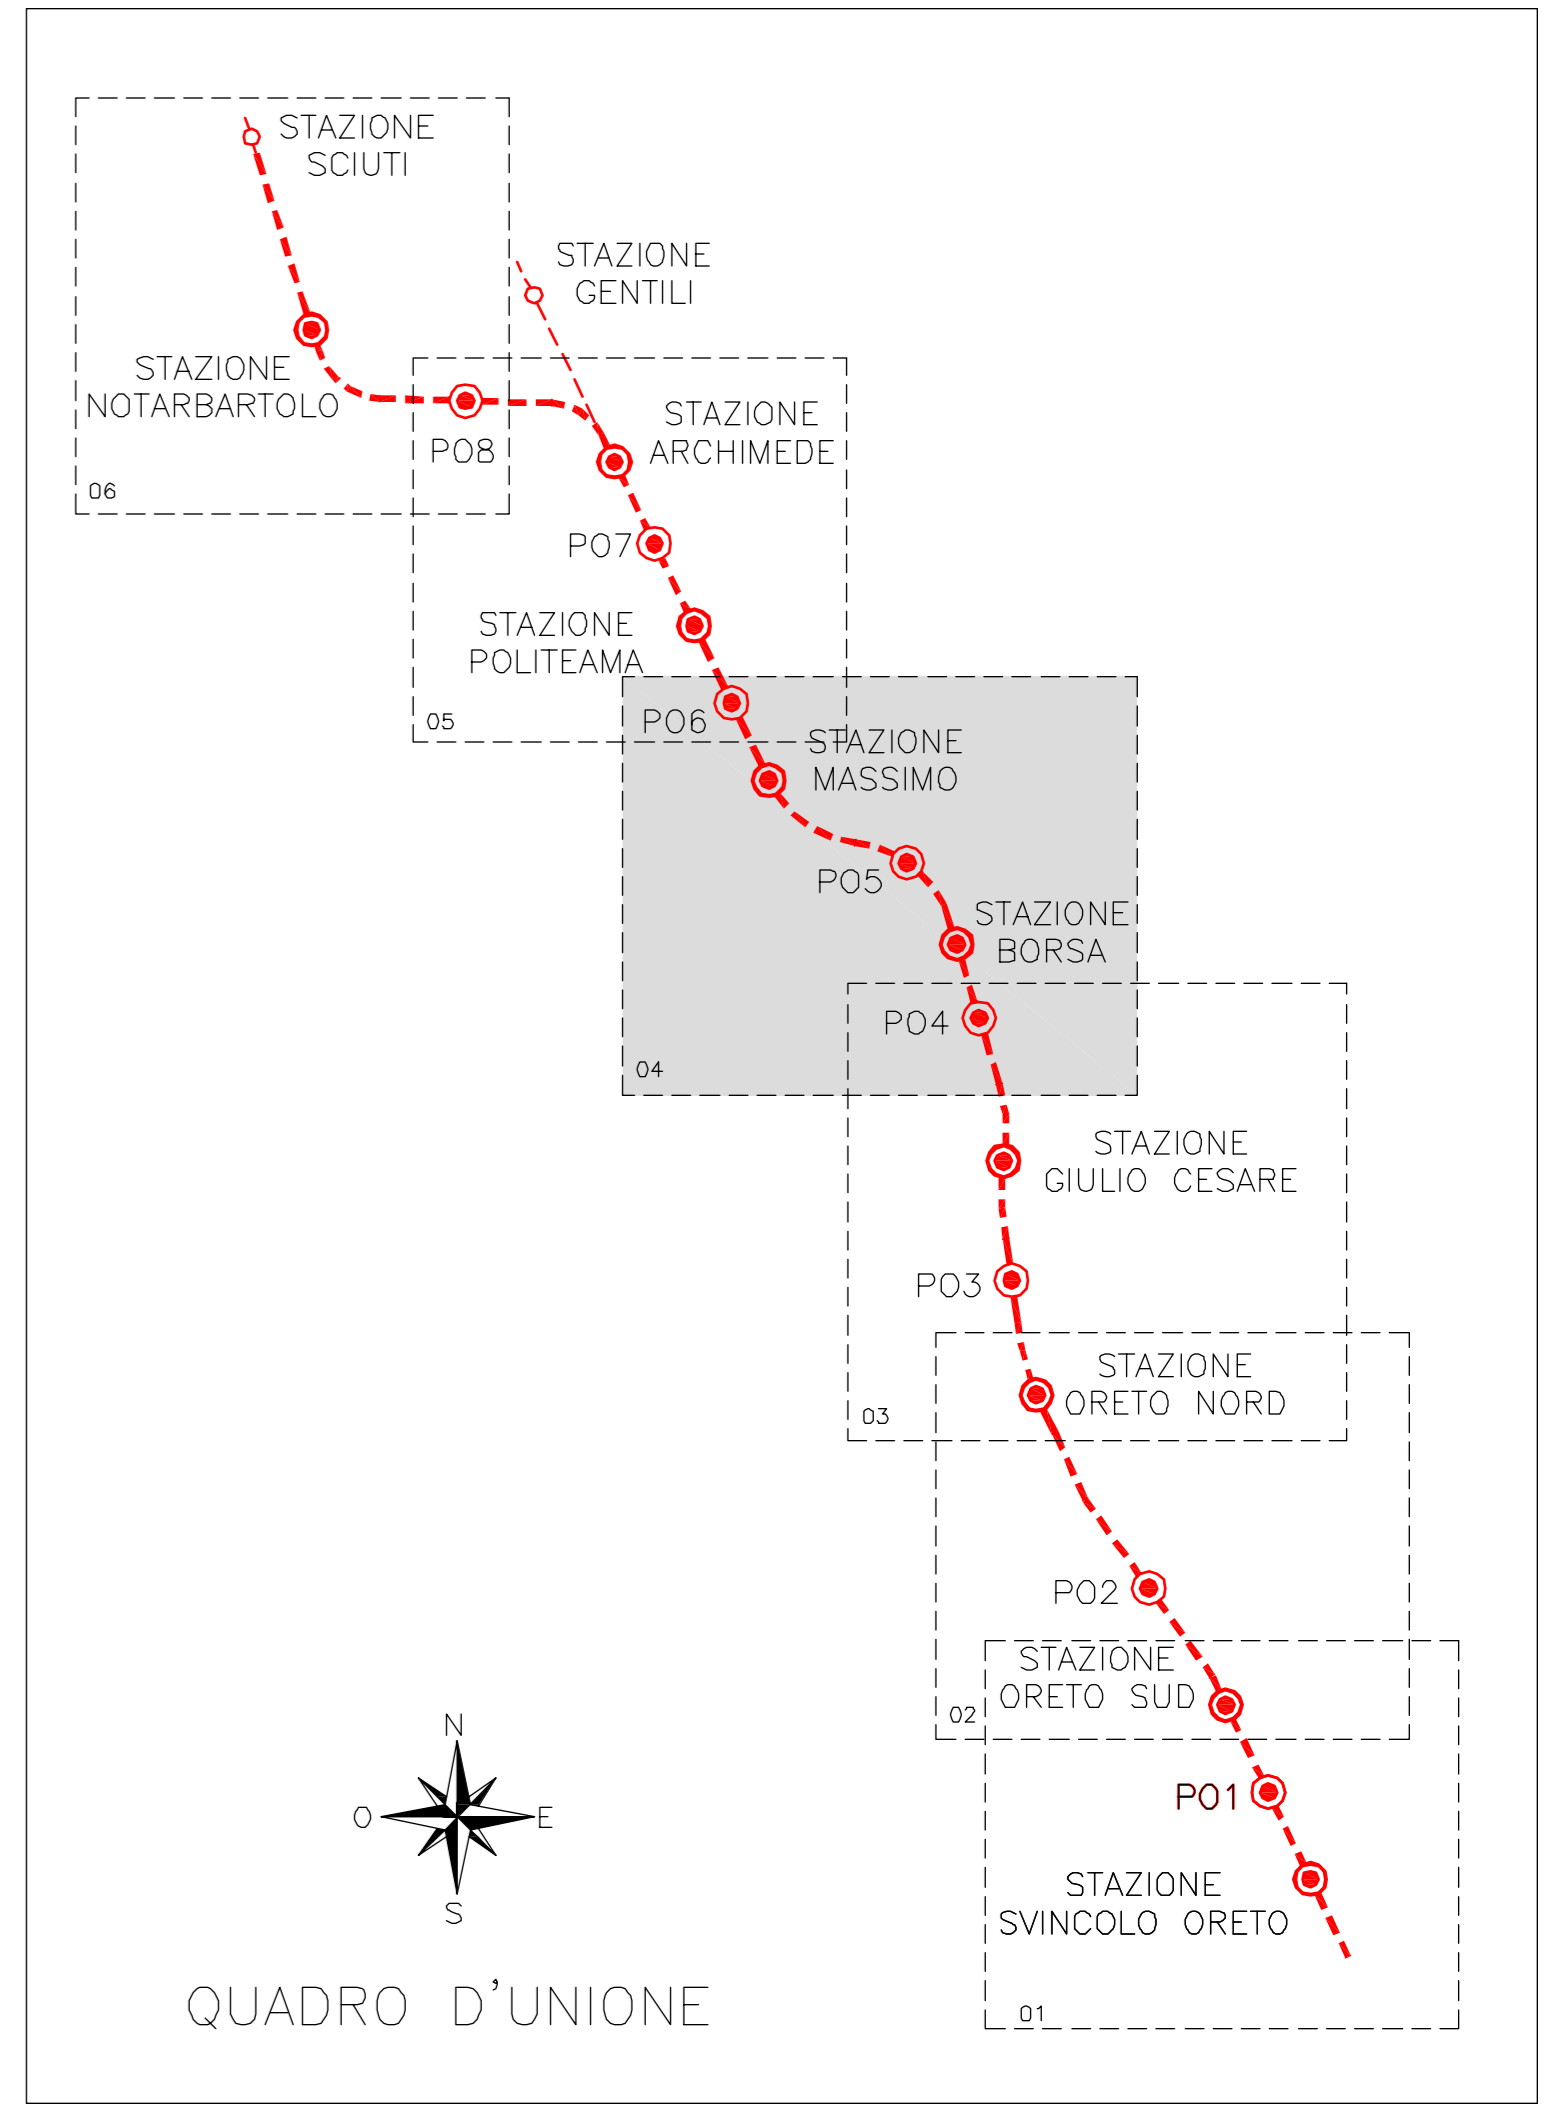 STAZIONE
SCIUTI
STAZIONE
GENTILI
STAZIONE
NOTARBARTOLO
STAZIONE
ARCHIMEDE
P08
06
P07
STAZIONE
POLITEAMA
P06
05
STAZIONE
MASSIMO
P05
STAZIONE
BORSA
P04
04
STAZIONE
GIULIO CESARE
P03
STAZIONE
ORETO NORD
03
P02
STAZIONE
ORETO SUD
02
P01
STAZIONE
SVINCOLO ORETO
01
N
O
E
S
QUADRO D'UNIONE